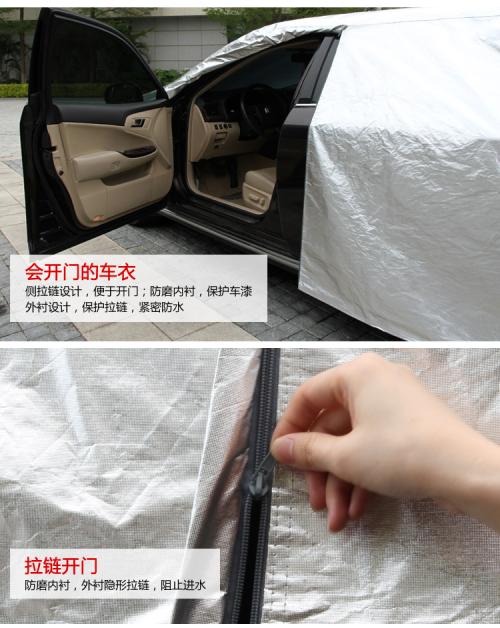 会开门的车衣
侧拉链设计，便于开门；防磨内衬，保护车漆
外衬设计，保护拉链，紧密防水
拉链开门
防磨内衬，外衬隐形拉链，阻止进水